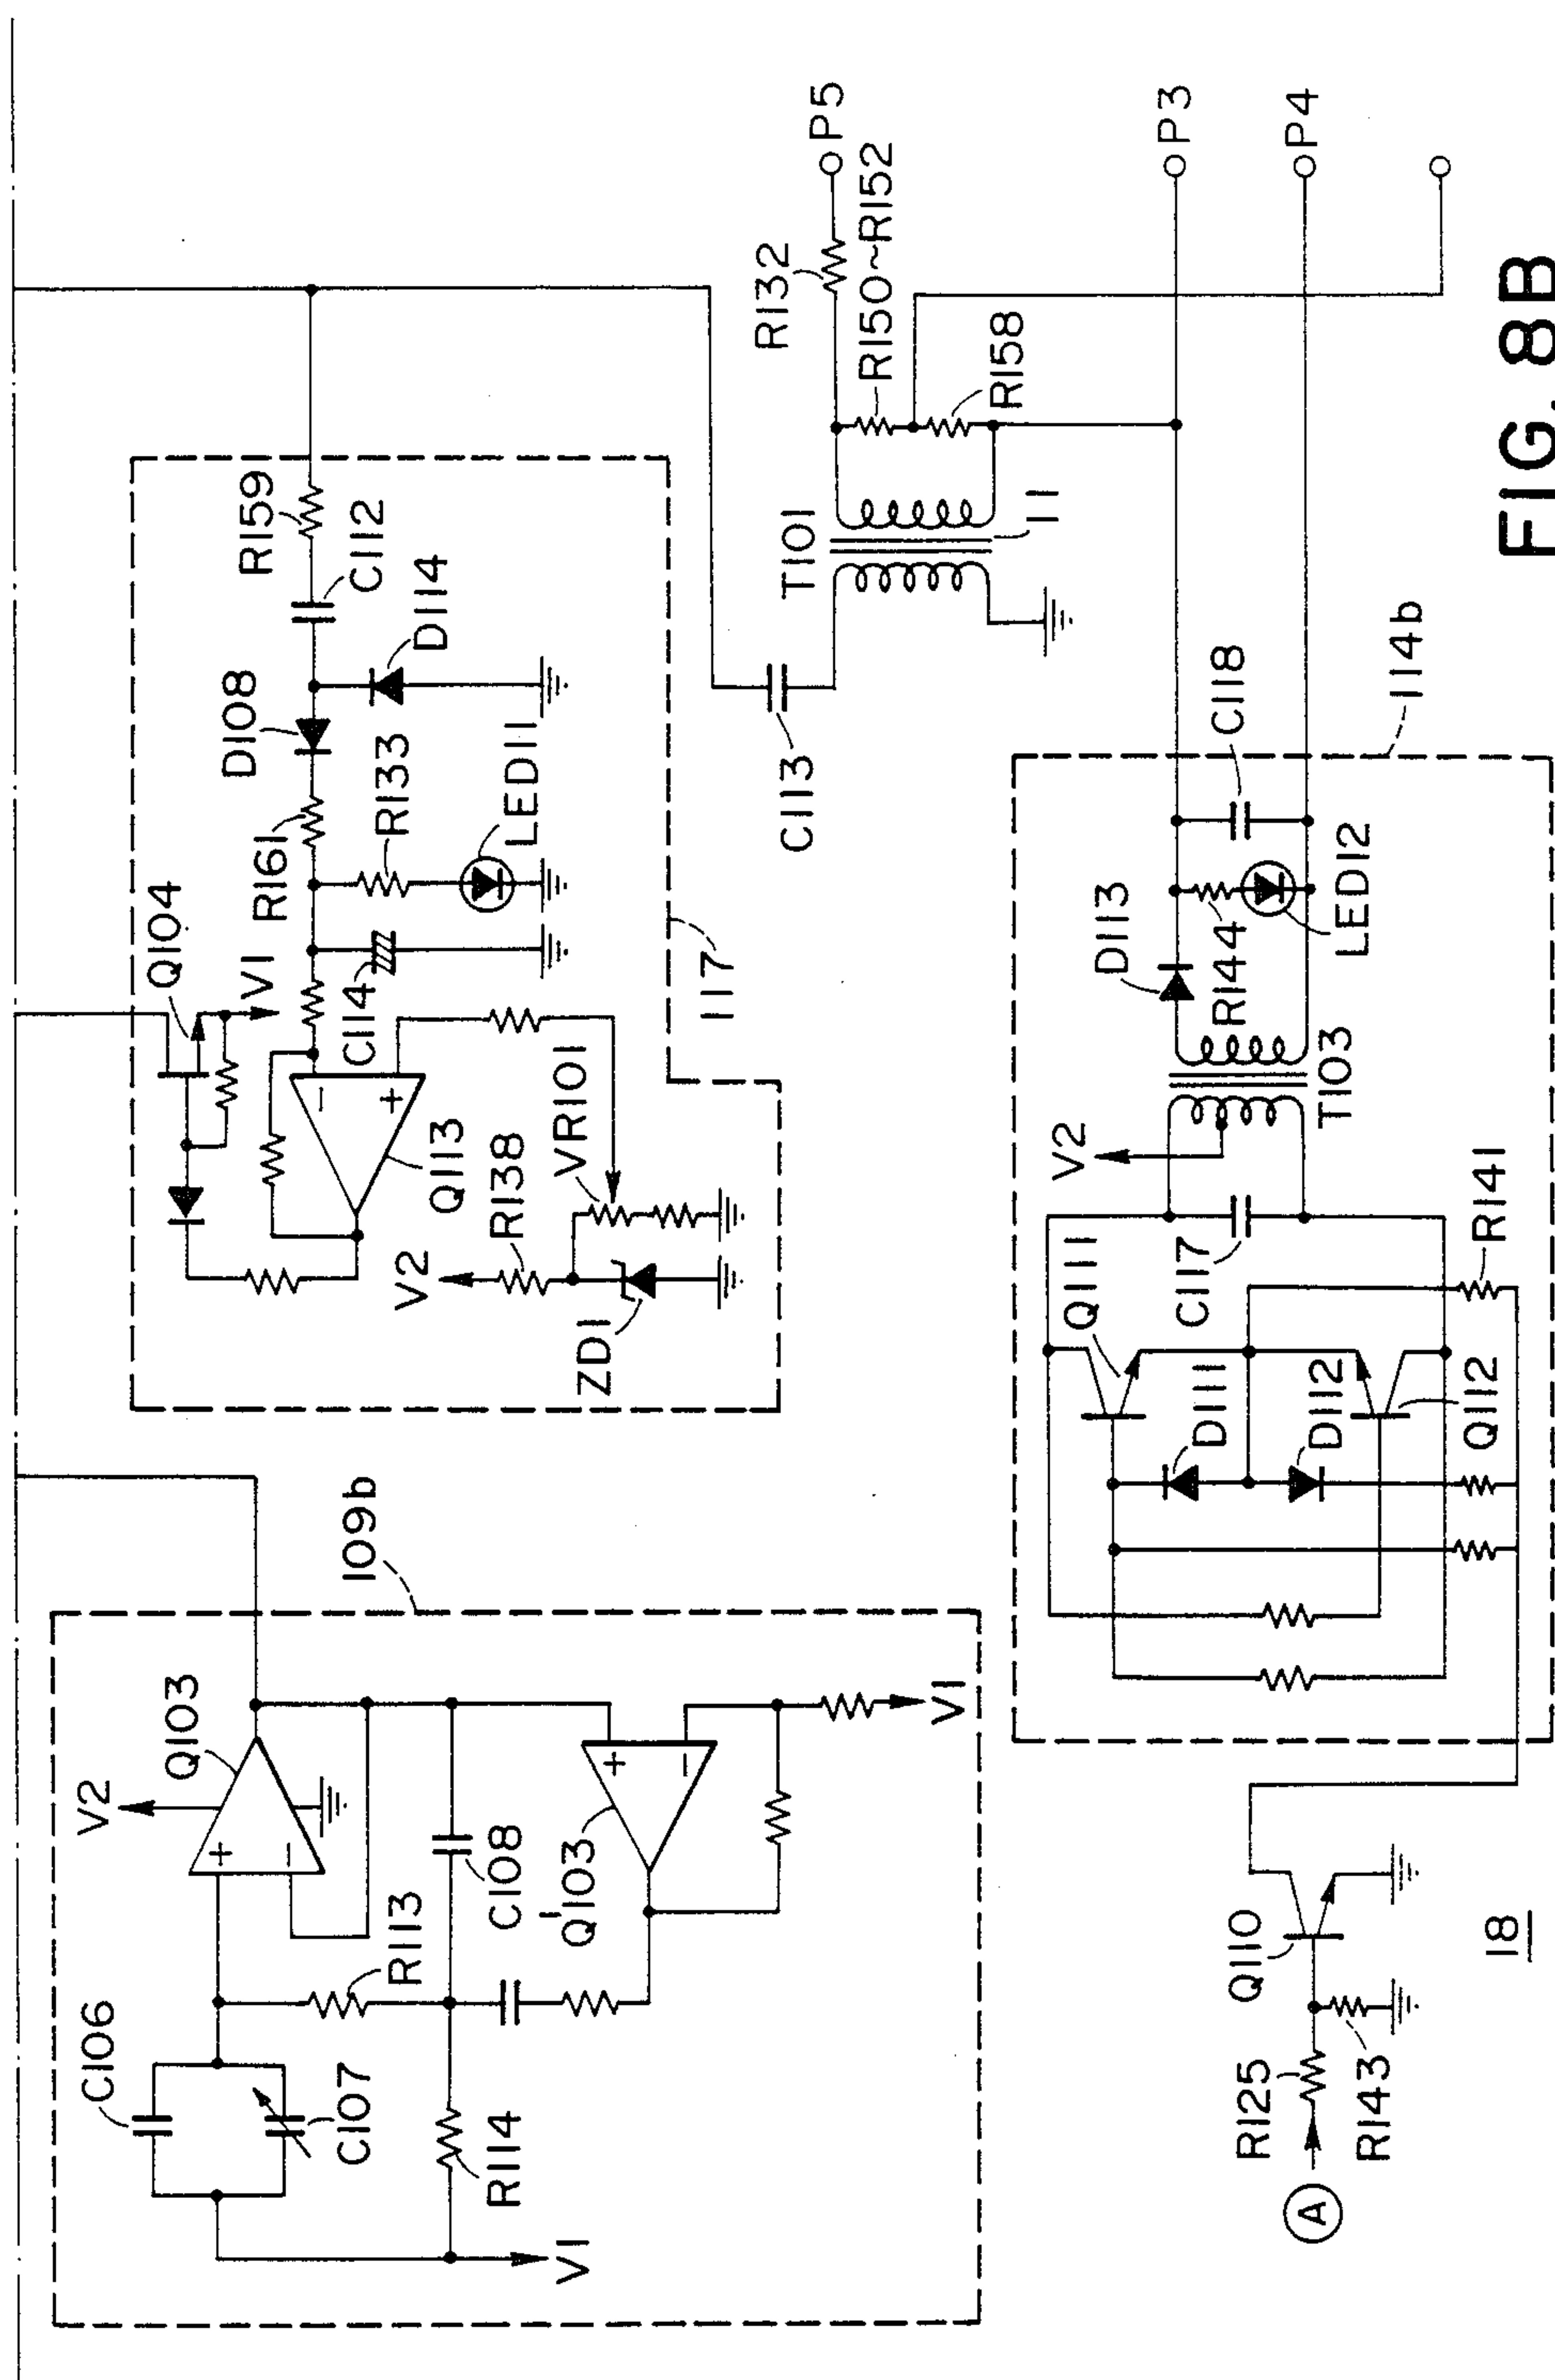 V2
Q103
C106
C107
R113
C108
Q'103
R114
V1
V1
109b
Q104
V1
R161
D108
R159
C112
D114
R133
LED11
C114
Q113
V2
R138
VR101
ZD1
117
+
−
+
−
−
+
C113
T101
11
R132
P5
R150~R152
R158
P3
P4
114b
V2
Q111
D111
D112
Q112
C117
R141
T103
D113
R144
LED12
C118
A
R125
R143
Q110
18
FIG. 8B